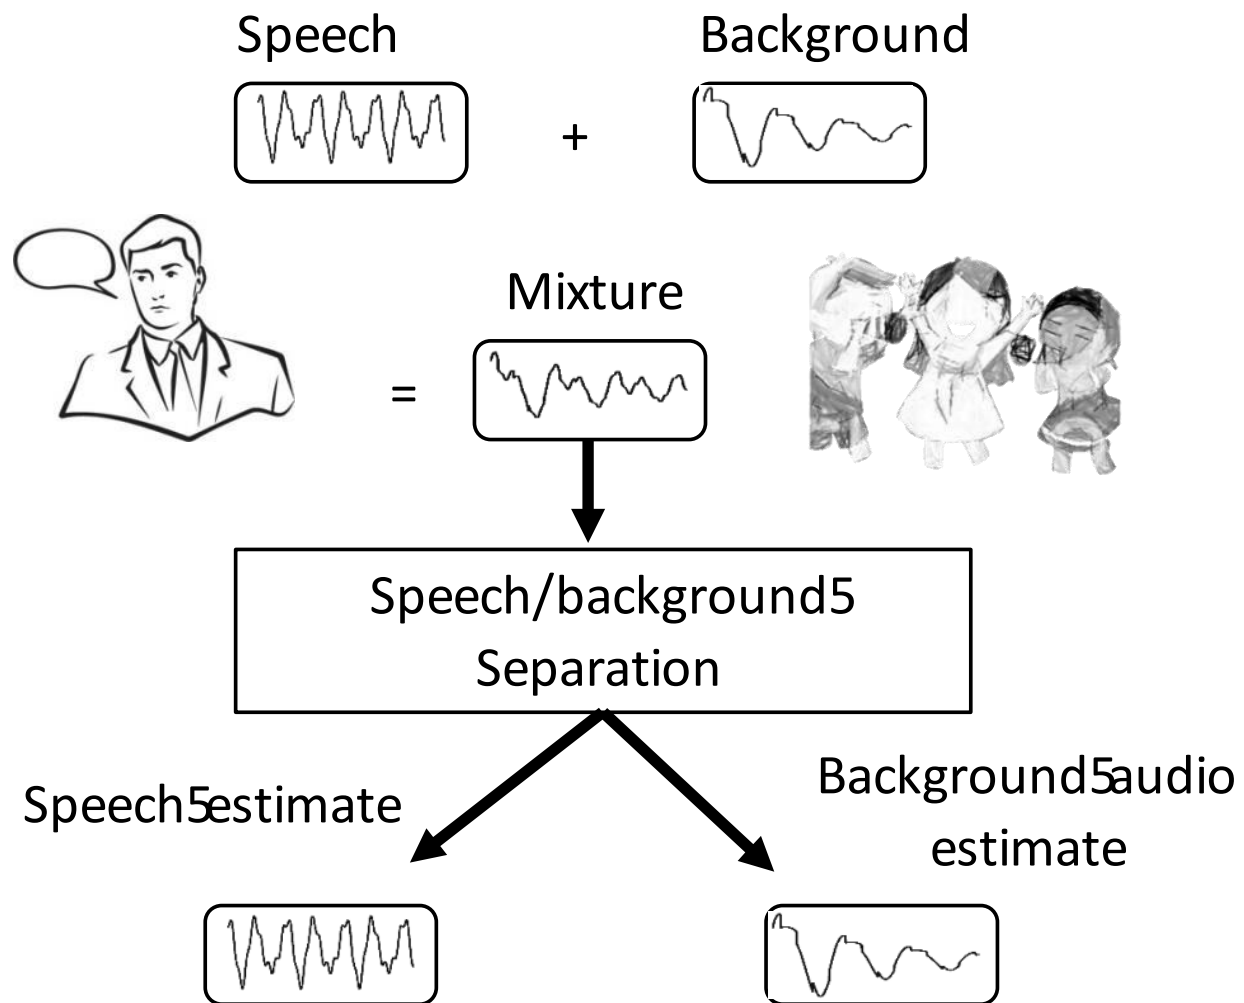 Speech
Background
+
Mixture
=
Speech/background5
Separation
Speech5estimate
Background5audio
estimate